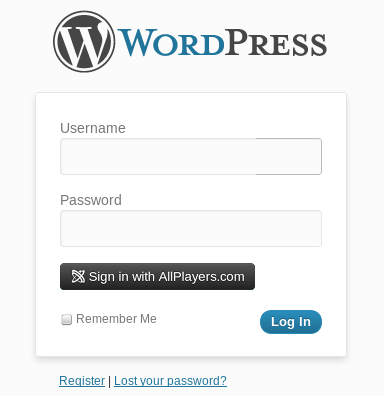 WORDPRESS
Username
Password
Sign in with AllPlayers.com
Remember Me
Log In
Register | Lost your password?